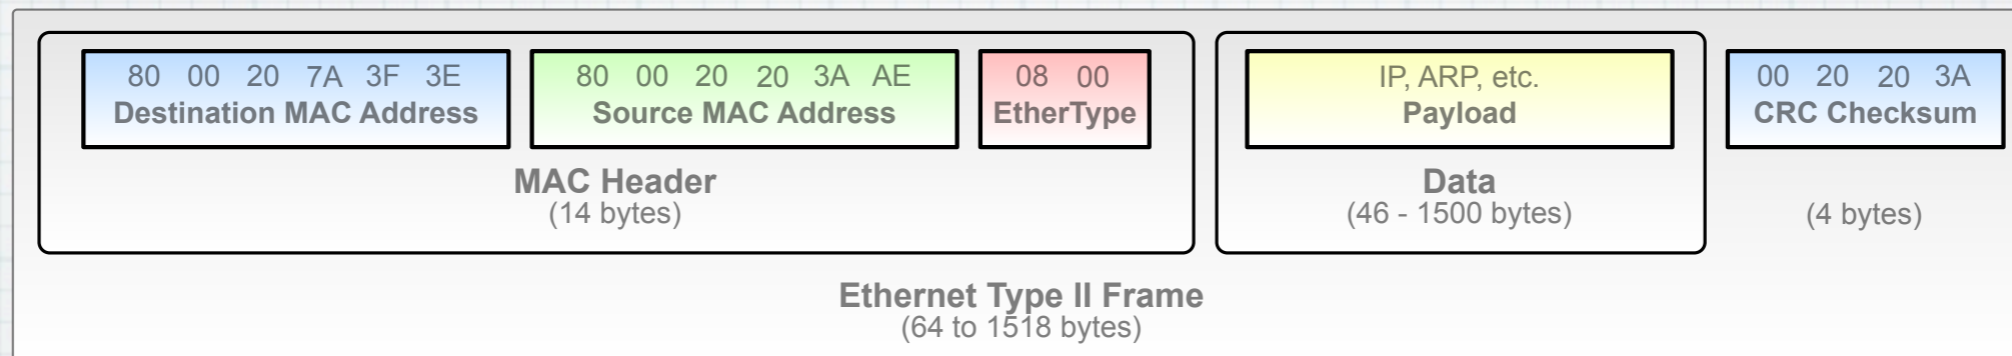 80 00 20 7A 3F 3E
Destination MAC Address
80 00 20 20 3A AE
Source MAC Address
08 00
EtherType
MAC Header
(14 bytes)
IP, ARP, etc.
Payload
Data
(46 - 1500 bytes)
00 20 20 3A
CRC Checksum
(4 bytes)
Ethernet Type II Frame
(64 to 1518 bytes)